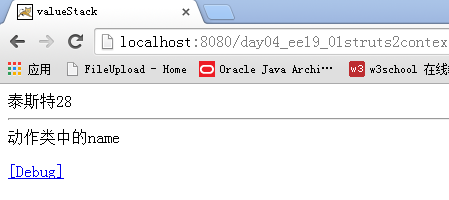 valueStack
localhost:8080/day04_ee19_01struts2contex
应用 FileUpload - Home Oracle Java Archi… w3 w3school 在线
泰斯特28
动作类中的name
[Debug]